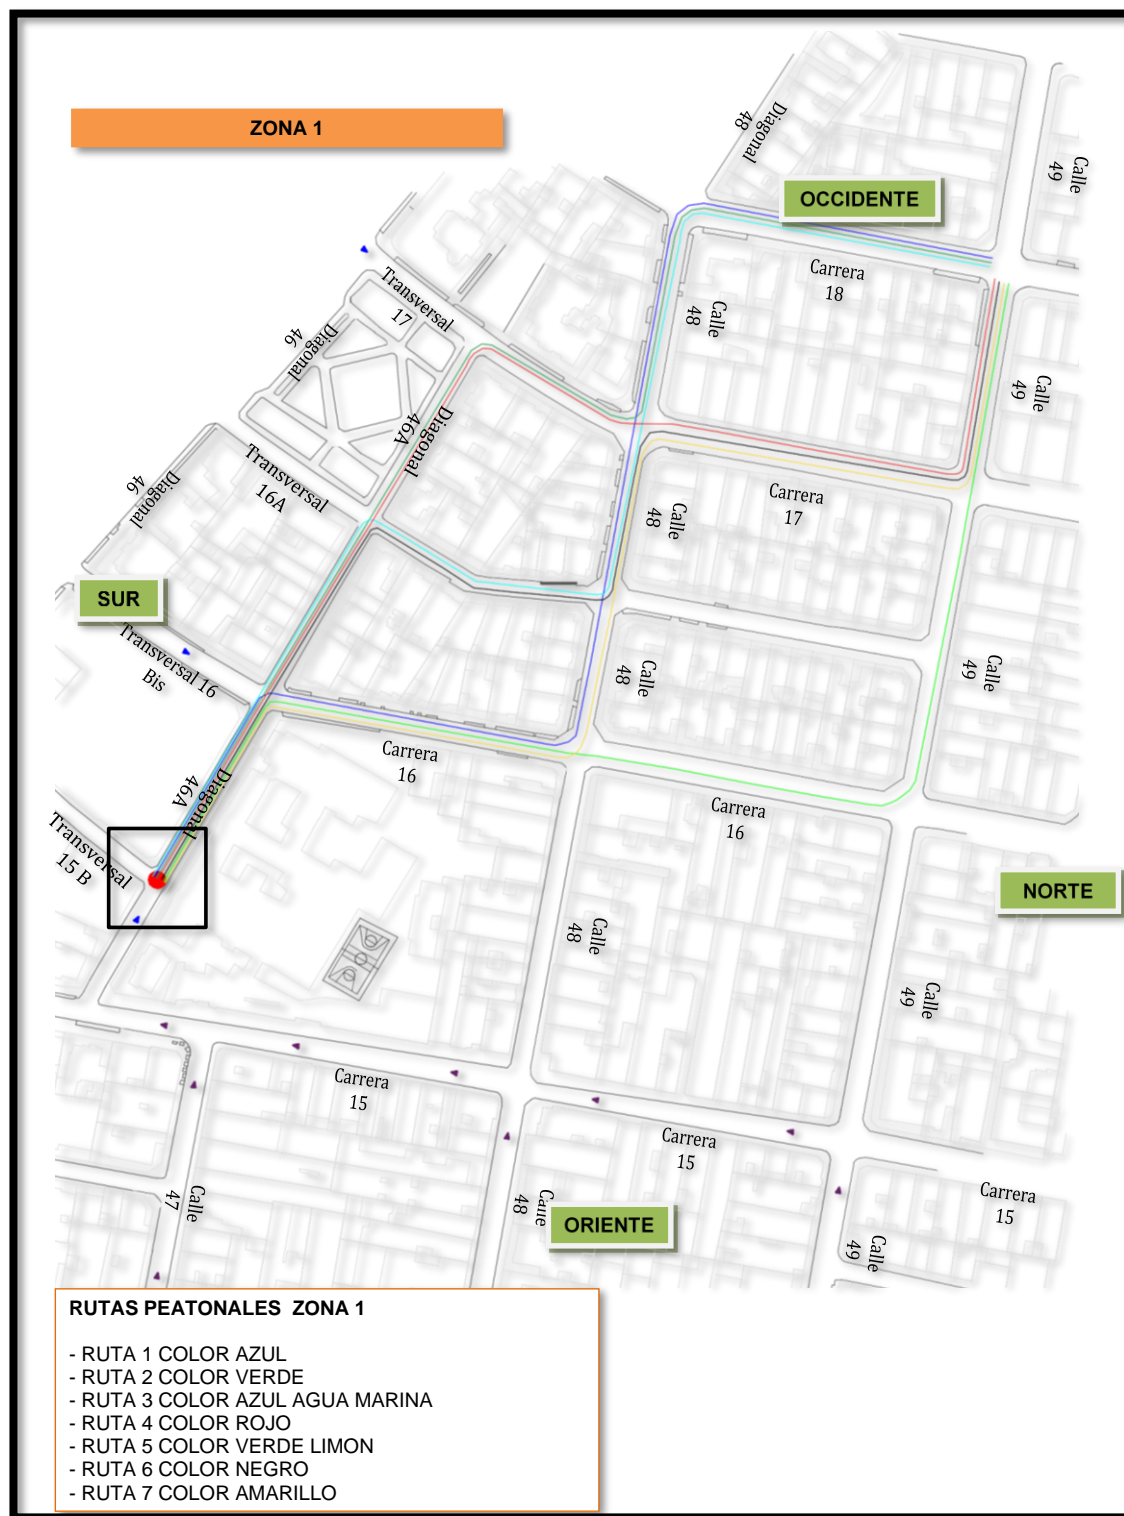 ZONA 1
Diagonal
48
OCCIDENTE
Calle
49
Carrera
18
Transversal
17
Calle
48
Diagonal
46
Calle
49
Diagonal
46A
Transversal
16A
Diagonal
46
Carrera
17
Calle
48
SUR
Transversal 16
Bis
Calle
48
Calle
49
Carrera
16
Diagonal
46A
Carrera
16
Transversal
15 B
NORTE
Calle
48
Calle
49
Carrera
15
Carrera
15
Calle
47
Calle
48
ORIENTE
Carrera
15
Calle
49
RUTAS PEATONALES ZONA 1
- RUTA 1 COLOR AZUL
- RUTA 2 COLOR VERDE
- RUTA 3 COLOR AZUL AGUA MARINA
- RUTA 4 COLOR ROJO
- RUTA 5 COLOR VERDE LIMON
- RUTA 6 COLOR NEGRO
- RUTA 7 COLOR AMARILLO